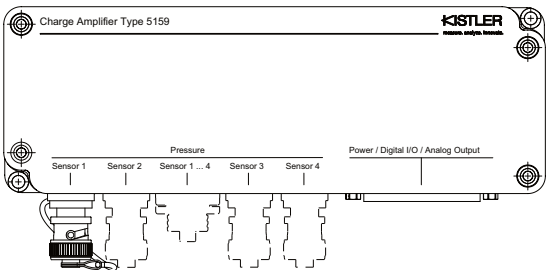 Charge Amplifier Type 5159
KISTLER
measure. analyze. innovate.
Pressure
Sensor 1 Sensor 2 Sensor 1 ... 4 Sensor 3 Sensor 4
Power / Digital I/O / Analog Output